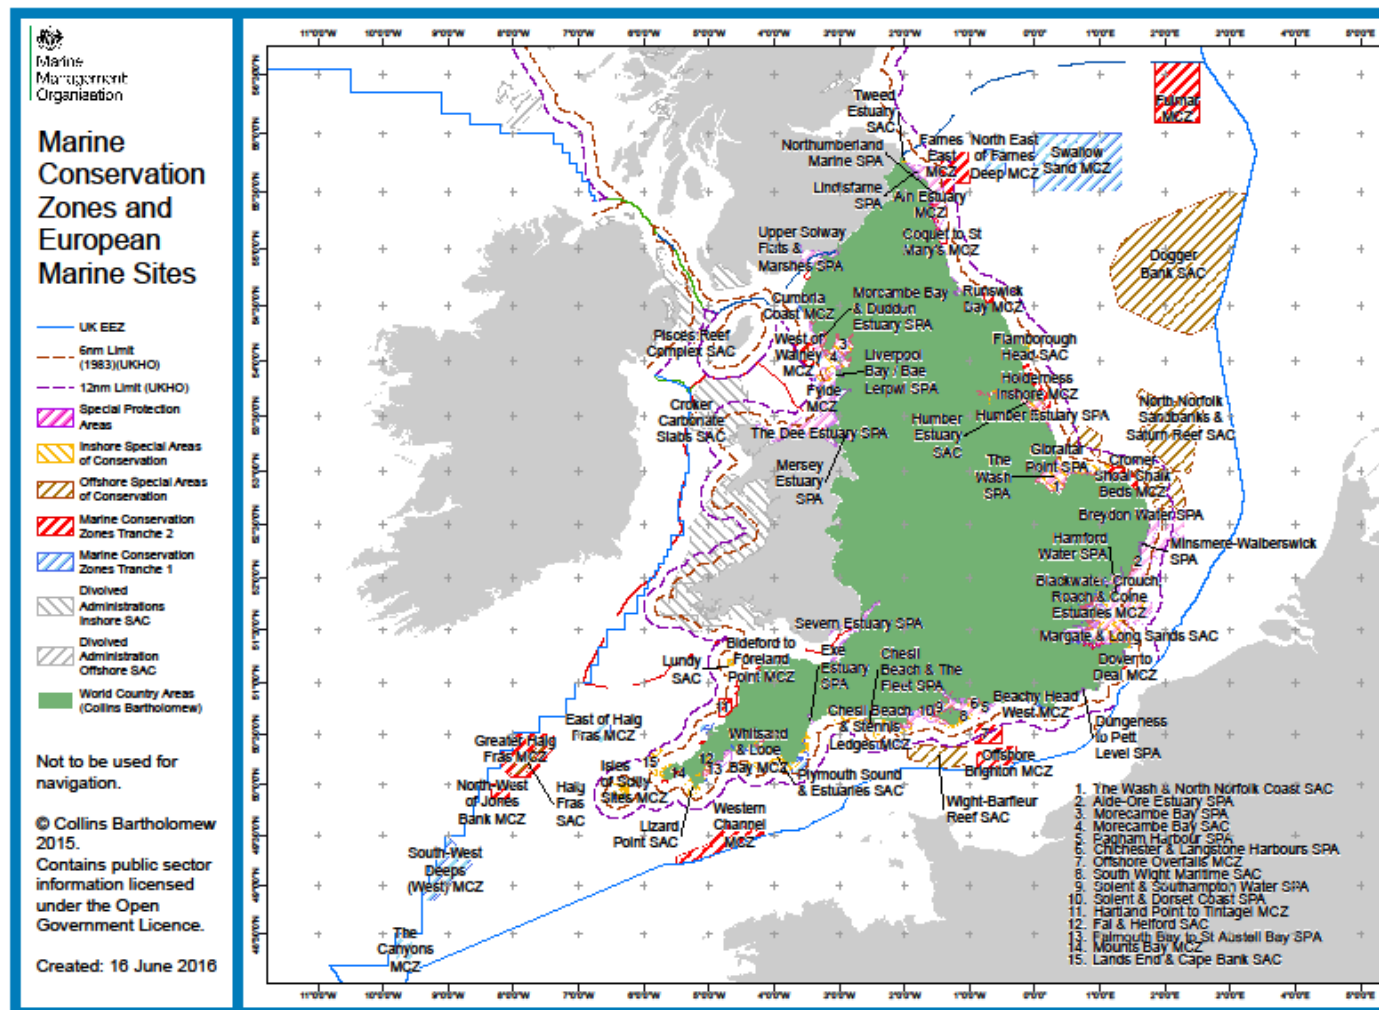 Marine
Management
Organisation
Marine
Conservation
Zones and
European
Marine Sites
UK EEZ
6nm Limit
(1983)(UKHO)
12nm Limit (UKHO)
Special Protection
Areas
Inshore Special Areas
of Conservation
Offshore Special Areas
of Conservation
Marine Conservation
Zones Tranche 2
Marine Conservation
Zones Tranche 1
Divolved
Administrations
Inshore SAC
Divolved
Administration
Offshore SAC
World Country Areas
(Collins Bartholomew)
Not to be used for
navigation.
© Collins Bartholomew
2015.
Contains public sector
information licensed
under the Open
Government Licence.
Created: 16 June 2016
Tweed
Estuary
SAC
Northumberland
Marine SPA
Lindisfarne
SPA
Farnes
East
MCZ
North East
of Farnes
Deep MCZ
Swallow
Sand MCZ
Fulmar
MCZ
Aln Estuary
MCZ
Coquet to St
Mary's MCZ
Dogger
Bank SAC
Upper Solway
Flats &
Marshes SPA
Cumbria
Coast MCZ
Morcambe Bay
& Duddon
Estuary SPA
Runswick
Bay MCZ
Pisces Reef
Complex SAC
West of
Walney
MCZ
3
4
Liverpool
Bay / Bae
Lerpwl SPA
Flamborough
Head SAC
Fylde
MCZ
Holderness
Inshore MCZ
Humber Estuary SPA
Humber
Estuary
SAC
North Norfolk
Sandbanks &
Saturn Reef SAC
Croker
Carbonate
Slabs SAC
The Dee Estuary SPA
Mersey
Estuary
SPA
The
Wash
SPA
Gibraltar
Point SPA
1
Cromer
Shoal Chalk
Beds MCZ
Breydon Water SPA
Hamford
Water SPA
2
Minsmere-Walberswick
SPA
Blackwater, Crouch,
Roach & Colne
Estuaries MCZ
Margate & Long Sands SAC
Severn Estuary SPA
Lundy
SAC
Bideford to
Foreland
Point MCZ
Exe
Estuary
SPA
Chesil
Beach & The
Fleet SPA
Dover to
Deal MCZ
11
East of Haig
Fras MCZ
Chesil Beach
& Stennis
Ledges MCZ
10
9
6
5
8
Beachy Head
West MCZ
Dungeness
to Pett
Level SPA
Greater Haig
Fras MCZ
Haig
Fras
SAC
Isles
of Scilly
Sites MCZ
15
14
12
13
Whitsand
& Looe
Bay MCZ
Plymouth Sound
& Estuaries SAC
Offshore
Brighton MCZ
Wight-Barfleur
Reef SAC
North-West
of Jones
Bank MCZ
Lizard
Point SAC
Western
Channel
MCZ
South-West
Deeps
(West) MCZ
The
Canyons
MCZ
1. The Wash & North Norfolk Coast SAC
2. Alde-Ore Estuary SPA
3. Morecambe Bay SPA
4. Morecambe Bay SAC
5. Pagham Harbour SPA
6. Chichester & Langstone Harbours SPA
7. Offshore Overfalls MCZ
8. South Wight Maritime SAC
9. Solent & Southampton Water SPA
10. Solent & Dorset Coast SPA
11. Hartland Point to Tintagel MCZ
12. Fal & Helford SAC
13. Falmouth Bay to St Austell Bay SPA
14. Mounts Bay MCZ
15. Lands End & Cape Bank SAC